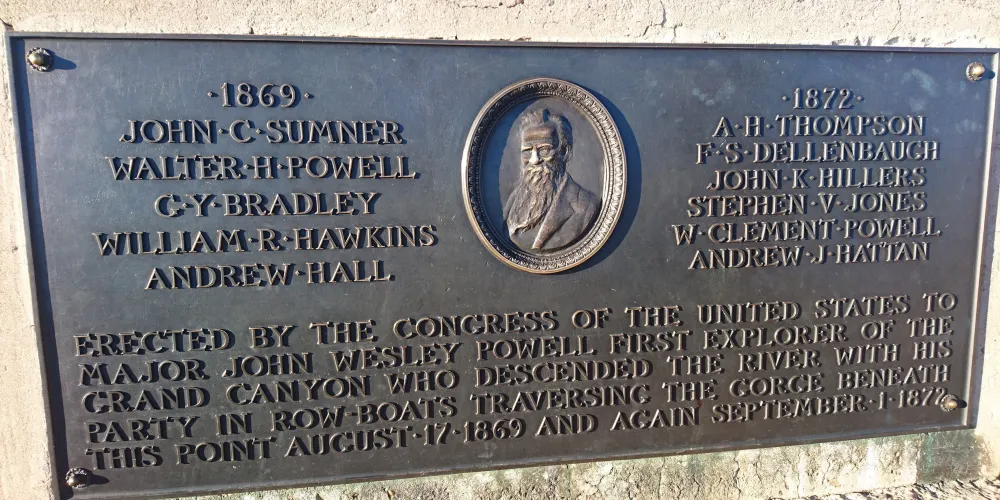 ·1869·
JOHN·C·SUMNER
WALTER·H·POWELL
G·Y·BRADLEY
WILLIAM·R·HAWKINS
ANDREW·HALL
·1872·
A·H·THOMPSON
F·S·DELLENBAUGH
JOHN·K·HILLERS
STEPHEN·V·JONES
W·CLEMENT·POWELL
ANDREW·J·HATTAN
ERECTED BY THE CONGRESS OF THE UNITED STATES TO
MAJOR JOHN WESLEY POWELL FIRST EXPLORER OF THE
GRAND CANYON WHO DESCENDED THE RIVER WITH HIS
PARTY IN ROW-BOATS TRAVERSING THE GORGE BENEATH
THIS POINT AUGUST·17·1869 AND AGAIN SEPTEMBER·1·1872